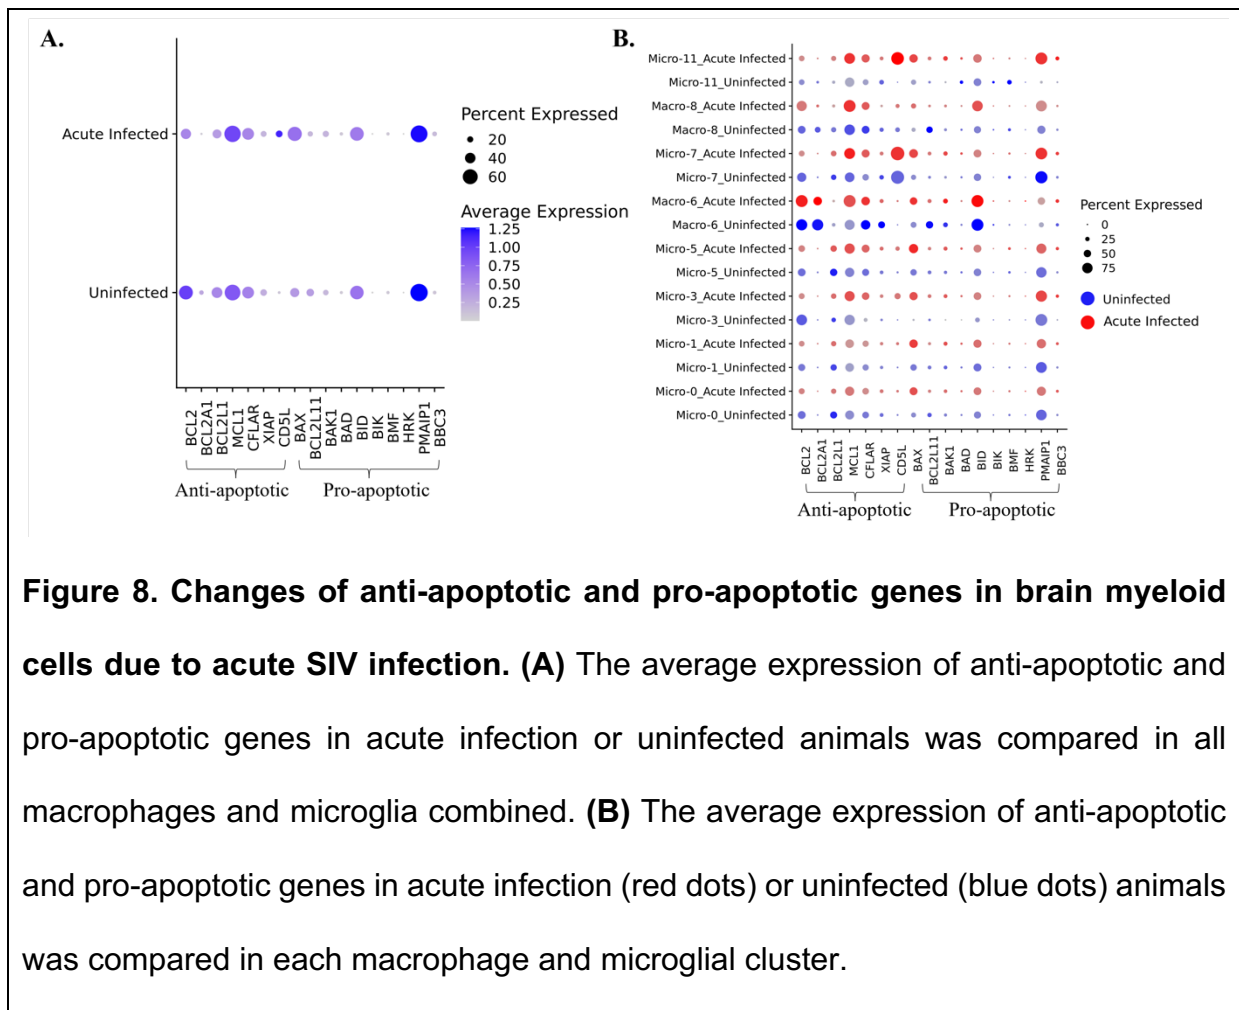 A.
Acute Infected
Uninfected
BCL2
BCL2A1
BCL2L1
MCL1
CFLAR
XIAP
CD5L
BAX
BCL2L11
BAK1
BAD
BID
BIK
BMF
HRK
PMAIP1
BBC3
Anti-apoptotic
Pro-apoptotic
Percent Expressed
20
40
60
Average Expression
1.25
1.00
0.75
0.50
0.25
B.
Micro-11_Acute Infected
Micro-11_Uninfected
Macro-8_Acute Infected
Macro-8_Uninfected
Micro-7_Acute Infected
Micro-7_Uninfected
Macro-6_Acute Infected
Macro-6_Uninfected
Micro-5_Acute Infected
Micro-5_Uninfected
Micro-3_Acute Infected
Micro-3_Uninfected
Micro-1_Acute Infected
Micro-1_Uninfected
Micro-0_Acute Infected
Micro-0_Uninfected
BCL2
BCL2A1
BCL2L1
MCL1
CFLAR
XIAP
CD5L
BAX
BCL2L11
BAK1
BAD
BID
BIK
BMF
HRK
PMAIP1
BBC3
Anti-apoptotic
Pro-apoptotic
Percent Expressed
0
25
50
75
Uninfected
Acute Infected
Figure 8. Changes of anti-apoptotic and pro-apoptotic genes in brain myeloid
cells due to acute SIV infection. (A) The average expression of anti-apoptotic and
pro-apoptotic genes in acute infection or uninfected animals was compared in all
macrophages and microglia combined. (B) The average expression of anti-apoptotic
and pro-apoptotic genes in acute infection (red dots) or uninfected (blue dots) animals
was compared in each macrophage and microglial cluster.